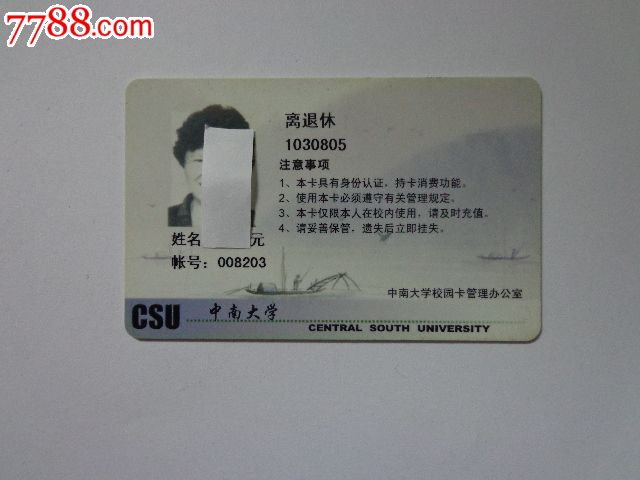 7788.com
离退休
1030805
注意事项
1、本卡具有身份认证，持卡消费功能。
2、使用本卡必须遵守有关管理规定。
3、本卡仅限本人在校内使用，请及时充值。
4、请妥善保管，遗失后立即挂失。
姓名 元
帐号：008203
中南大学校园卡管理办公室
CSU 中南大学
CENTRAL SOUTH UNIVERSITY